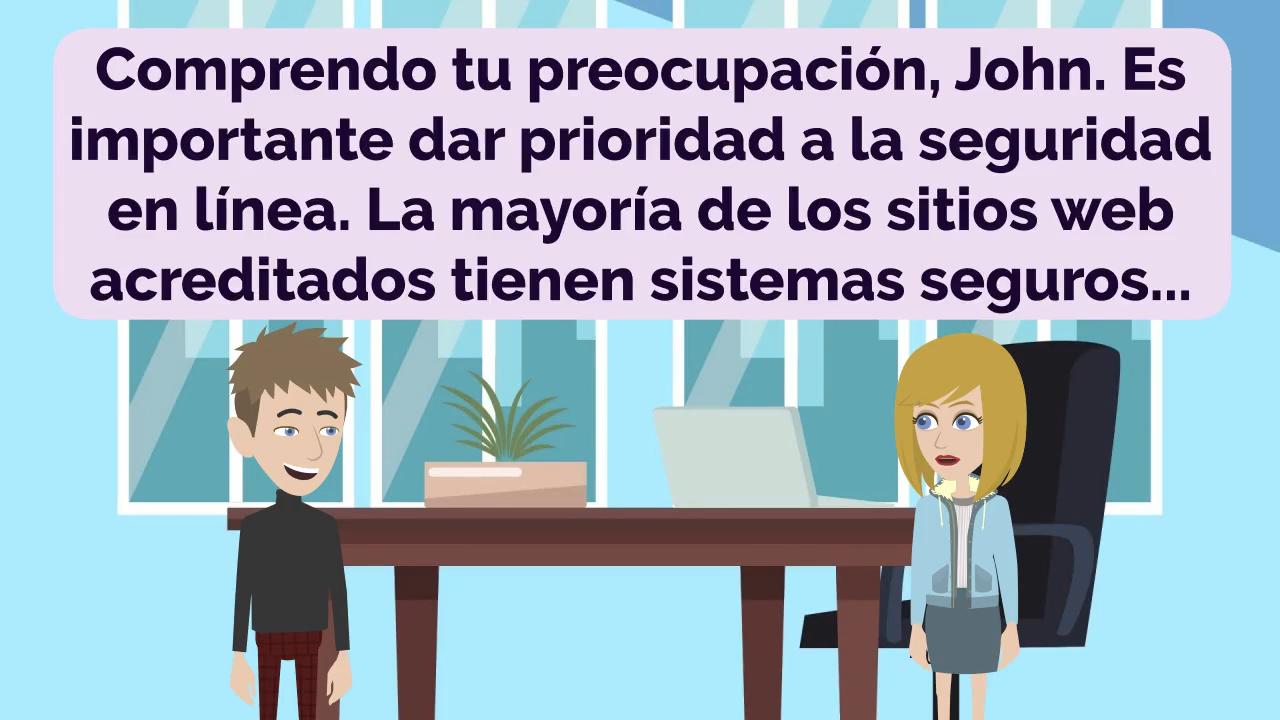 Comprendo tu preocupación, John. Es
importante dar prioridad a la seguridad
en línea. La mayoría de los sitios web
acreditados tienen sistemas seguros...